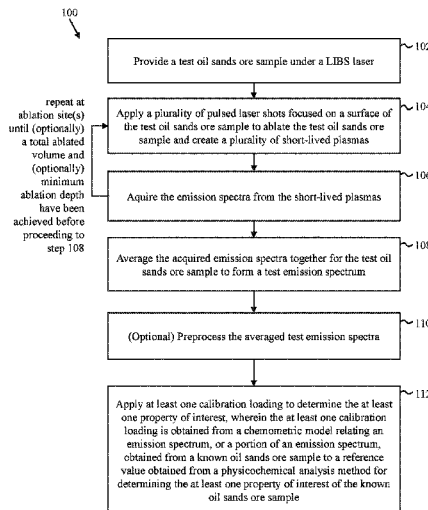 100
102
Provide a test oil sands ore sample under a LIBS laser
repeat at
ablation site(s)
until (optionally)
a total ablated
volume and
(optionally)
minimum
ablation depth
have been
achieved before
proceeding to
step 108
104
Apply a plurality of pulsed laser shots focused on a surface
of the test oil sands ore sample to ablate the test oil sands ore
sample and create a plurality of short-lived plasmas
106
Aquire the emission spectra from the short-lived plasmas
108
Average the acquired emission spectra together for the test oil
sands ore sample to form a test emission spectrum
110
(Optional) Preprocess the averaged test emission spectra
112
Apply at least one calibration loading to determine the at least
one property of interest, wherein the at least one calibration
loading is obtained from a chemometric model relating an
emission spectrum, or a portion of an emission spectrum,
obtained from a known oil sands ore sample to a reference
value obtained from a physicochemical analysis method for
determining the at least one property of interest of the known
oil sands ore sample